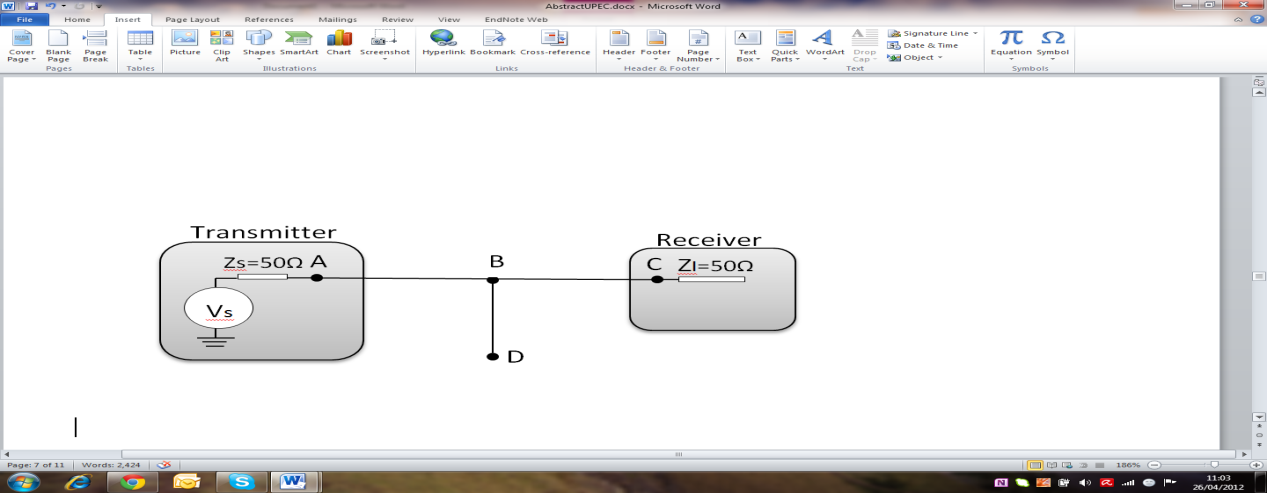 AbstractUPEC.docx - Microsoft Word
File Home Insert Page Layout References Mailings Review View EndNote Web
Cover Page Blank Page Page Break Table Picture Clip Art Shapes SmartArt Chart Screenshot Hyperlink Bookmark Cross-reference Header Footer Page Number Text Box Quick Parts WordArt Drop Cap Signature Line Date & Time Object Equation Symbol
Pages Tables Illustrations Links Header & Footer Text Symbols
Transmitter
Receiver
Zs=50Ω A
B
C Zl=50Ω
Vs
D
Page: 7 of 11 Words: 2,424 186%
11:03
26/04/2012